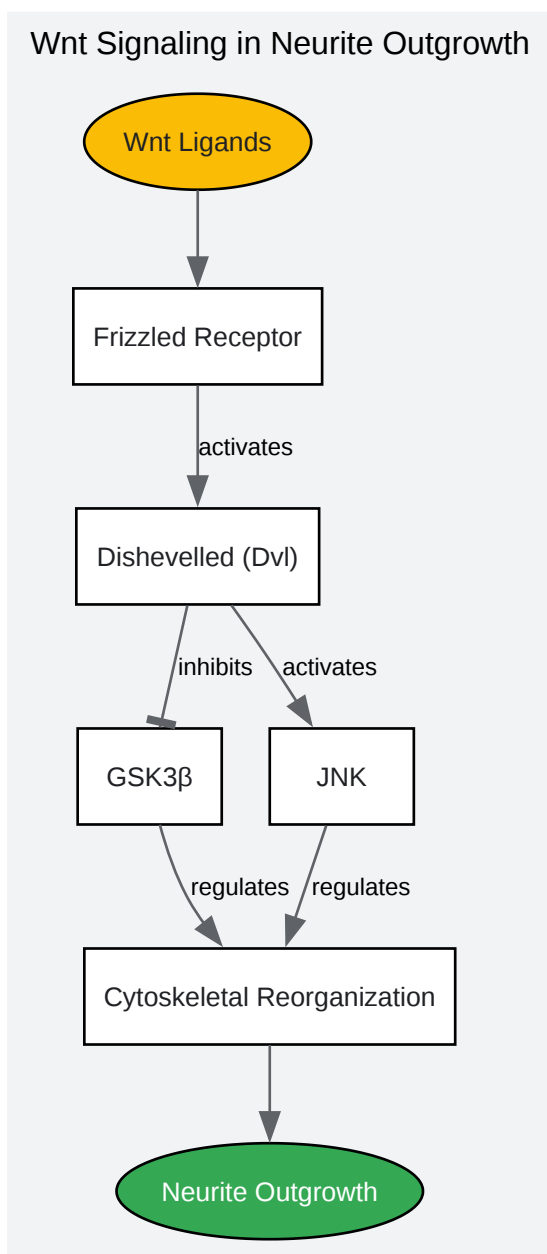 Wnt Signaling in Neurite Outgrowth
Wnt Ligands
Frizzled Receptor
activates
Dishevelled (Dvl)
inhibits
activates
GSK3β
JNK
regulates
regulates
Cytoskeletal Reorganization
Neurite Outgrowth